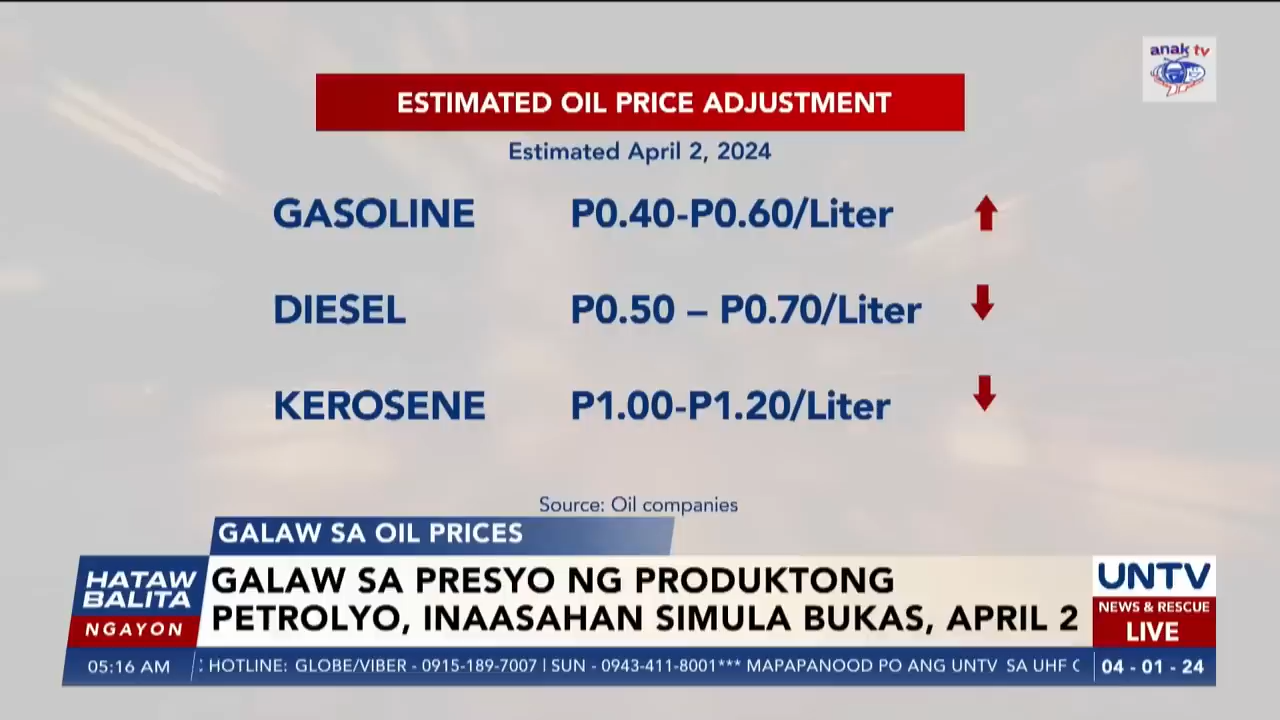 anak tv
ESTIMATED OIL PRICE ADJUSTMENT
Estimated April 2, 2024
GASOLINE P0.40-P0.60/Liter
DIESEL P0.50 – P0.70/Liter
KEROSENE P1.00-P1.20/Liter
Source: Oil companies
GALAW SA OIL PRICES
HATAW BALITA NGAYON
GALAW SA PRESYO NG PRODUKTONG
PETROLYO, INAASAHAN SIMULA BUKAS, APRIL 2
UNTV
NEWS & RESCUE
LIVE
05:16 AM
: HOTLINE: GLOBE/VIBER - 0915-189-7007 | SUN - 0943-411-8001*** MAPAPANOOD PO ANG UNTV SA UHF
04 - 01 - 24